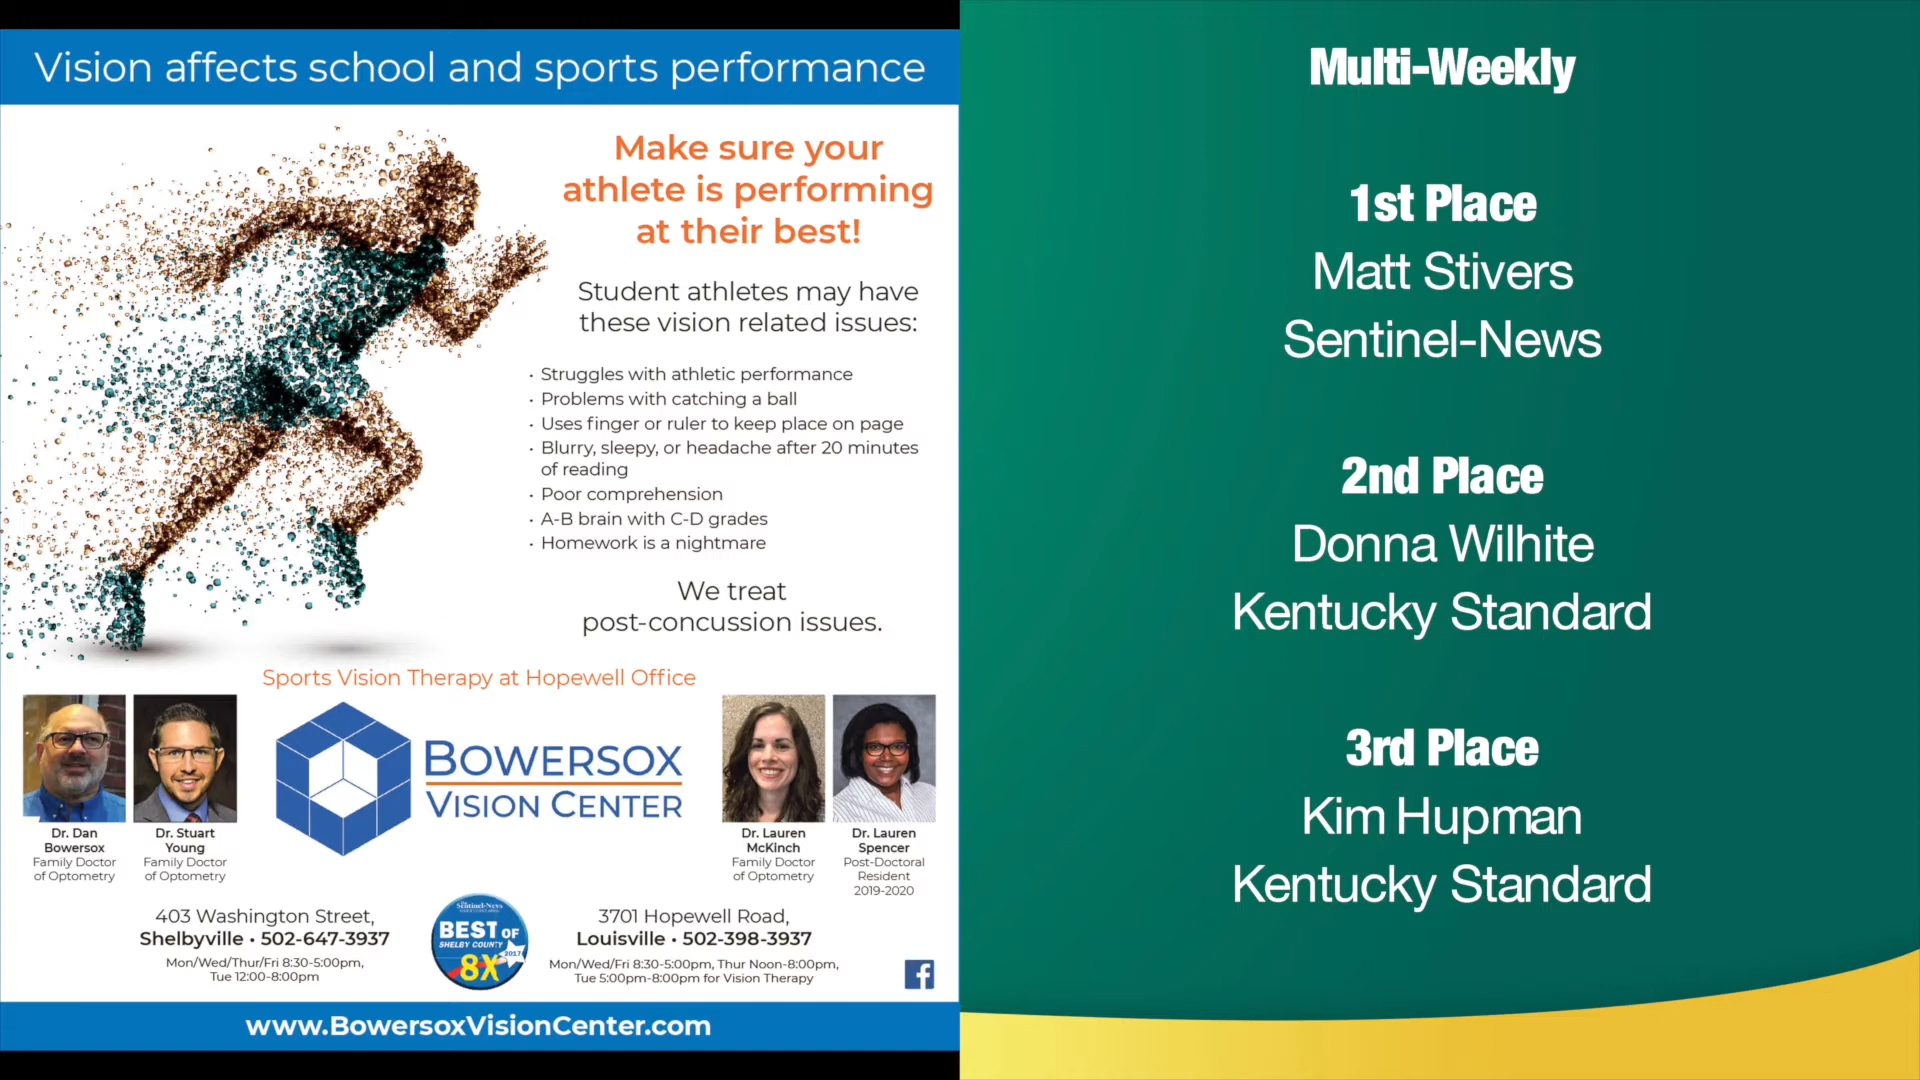 Vision affects school and sports performance
Make sure your
athlete is performing
at their best!
Student athletes may have
these vision related issues:
· Struggles with athletic performance
· Problems with catching a ball
· Uses finger or ruler to keep place on page
· Blurry, sleepy, or headache after 20 minutes
of reading
· Poor comprehension
· A-B brain with C-D grades
· Homework is a nightmare
We treat
post-concussion issues.
Sports Vision Therapy at Hopewell Office
Dr. Dan
Bowersox
Family Doctor
of Optometry
Dr. Stuart
Young
Family Doctor
of Optometry
BOWERSOX
VISION CENTER
Dr. Lauren
McKinch
Family Doctor
of Optometry
Dr. Lauren
Spencer
Post-Doctoral
Resident
2019-2020
403 Washington Street,
Shelbyville • 502-647-3937
Mon/Wed/Thur/Fri 8:30-5:00pm,
Tue 12:00-8:00pm
Sentinel-News
BEST OF
SHELBY COUNTY
2017
8X
3701 Hopewell Road,
Louisville • 502-398-3937
Mon/Wed/Fri 8:30-5:00pm, Thur Noon-8:00pm,
Tue 5:00pm-8:00pm for Vision Therapy
www.BowersoxVisionCenter.com
Multi-Weekly
1st Place
Matt Stivers
Sentinel-News
2nd Place
Donna Wilhite
Kentucky Standard
3rd Place
Kim Hupman
Kentucky Standard